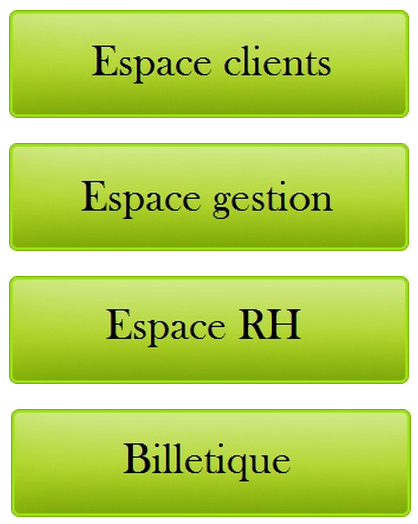 Espace clients
Espace gestion
Espace RH
Billetique